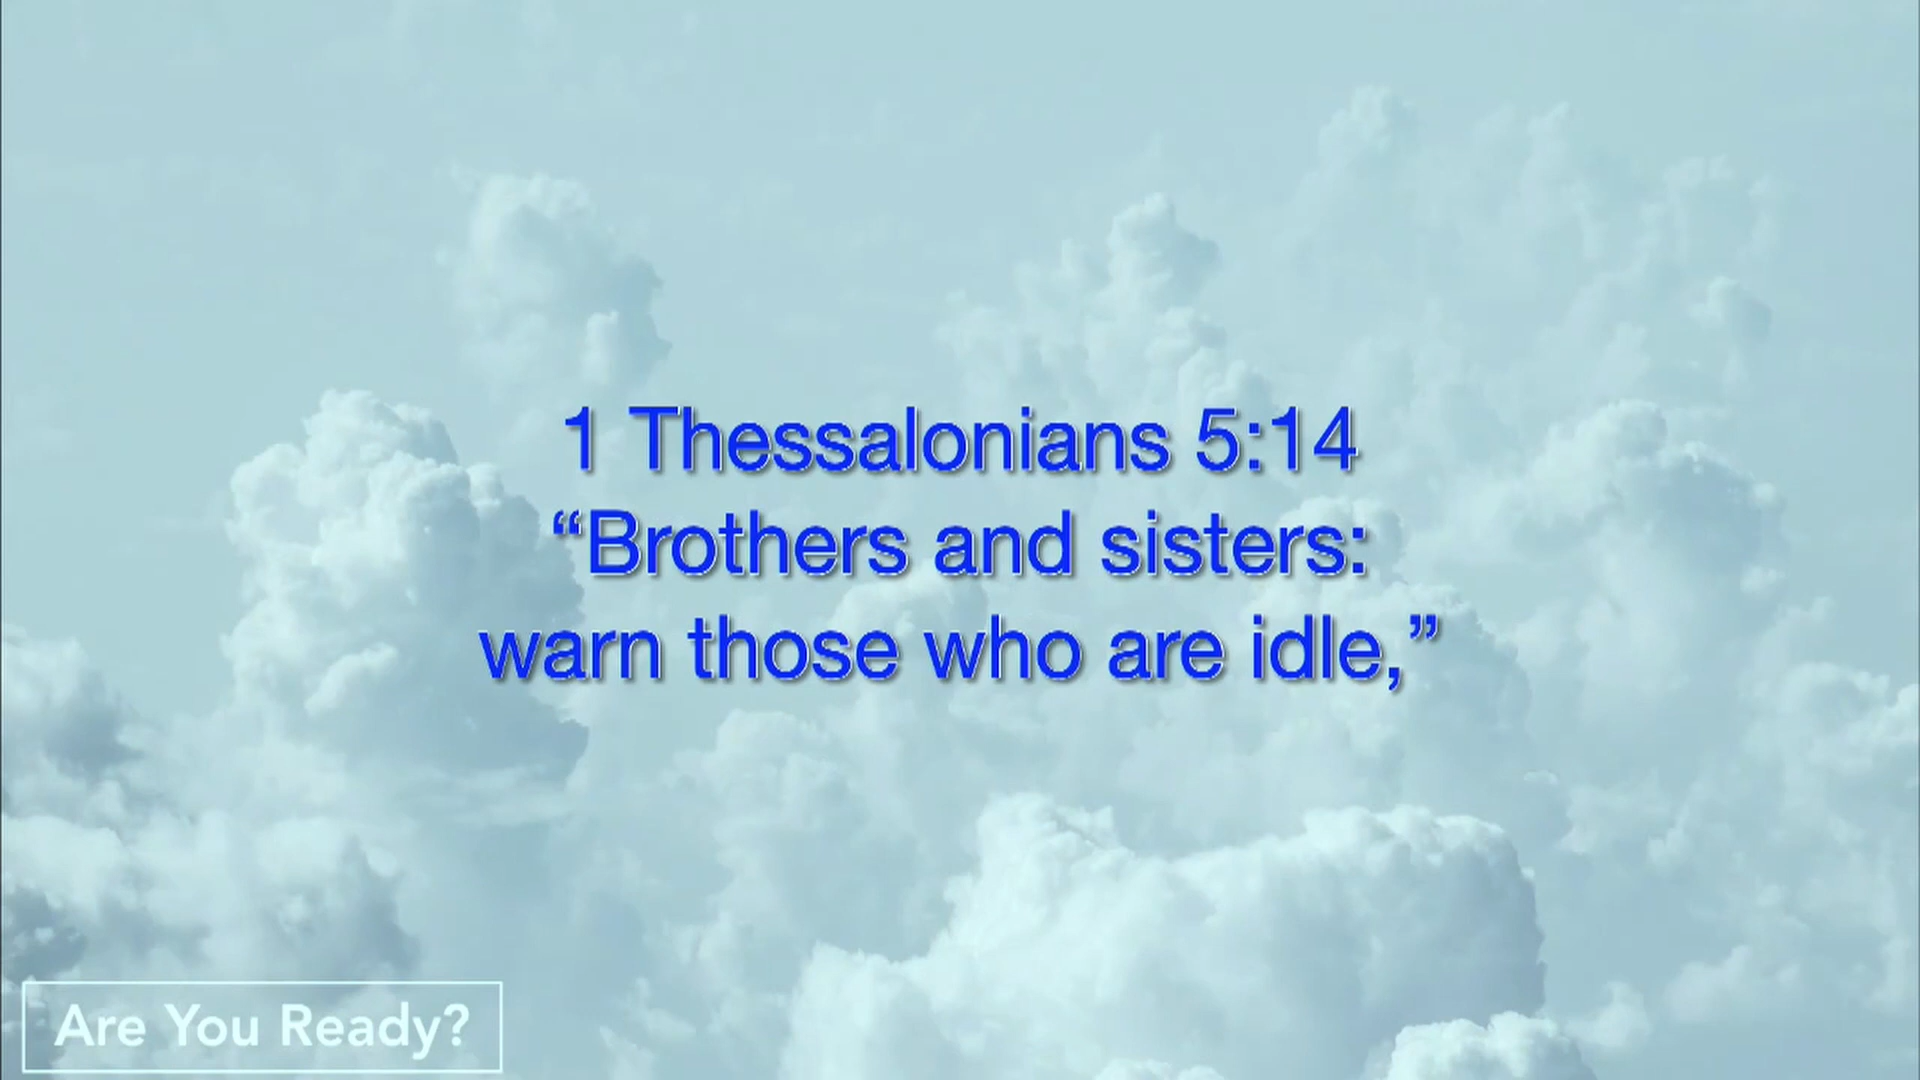 1 Thessalonians 5:14
“Brothers and sisters:
warn those who are idle,”
Are You Ready?